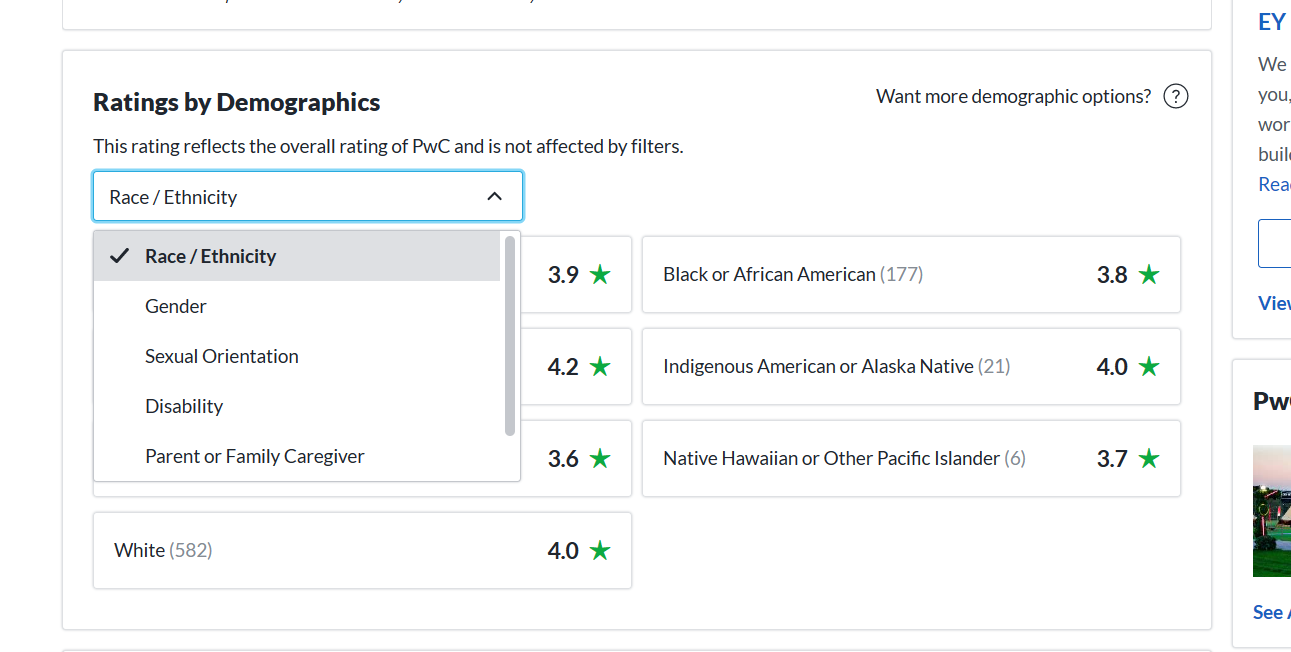 EY
We
Ratings by Demographics
Want more demographic options? ?
you,
wor
This rating reflects the overall rating of PwC and is not affected by filters.
buil
Race / Ethnicity
Rea
Race / Ethnicity
3.9 ★
Black or African American (177)
3.8 ★
Gender
View
Sexual Orientation
4.2 ★
Indigenous American or Alaska Native (21)
4.0 ★
Disability
Pw
Parent or Family Caregiver
3.6 ★
Native Hawaiian or Other Pacific Islander (6)
3.7 ★
White (582)
4.0 ★
See